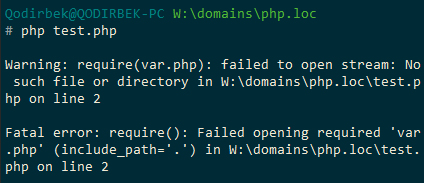 Qodirbek@QODIRBEK-PC W:\domains\php.loc
# php test.php
Warning: require(var.php): failed to open stream: No
such file or directory in W:\domains\php.loc\test.p
hp on line 2
Fatal error: require(): Failed opening required 'var
.php' (include_path='.') in W:\domains\php.loc\test.
php on line 2